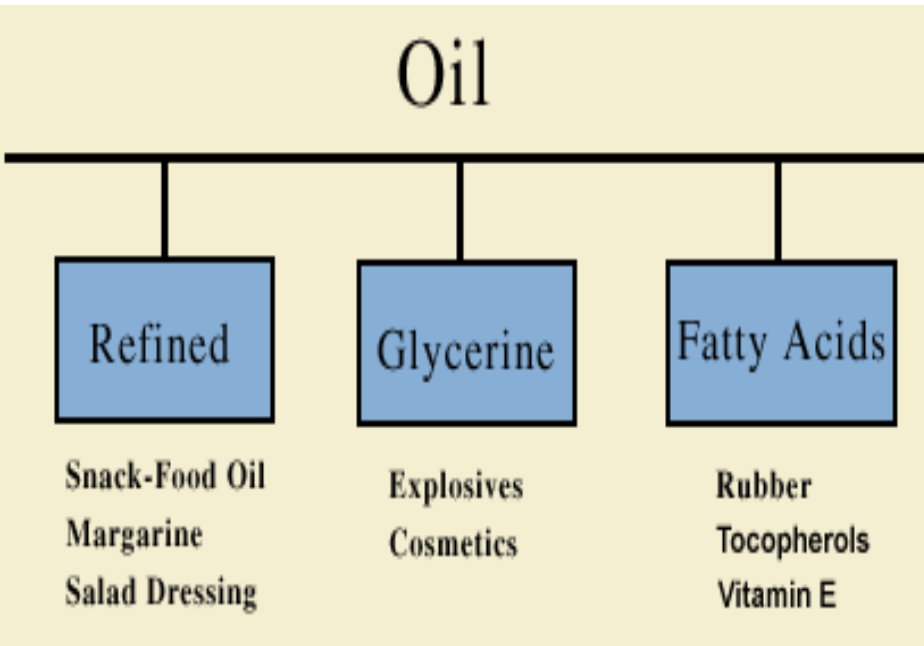 Oil
Refined
Glycerine
Fatty Acids
Snack-Food Oil
Margarine
Salad Dressing
Explosives
Cosmetics
Rubber
Tocopherols
Vitamin E